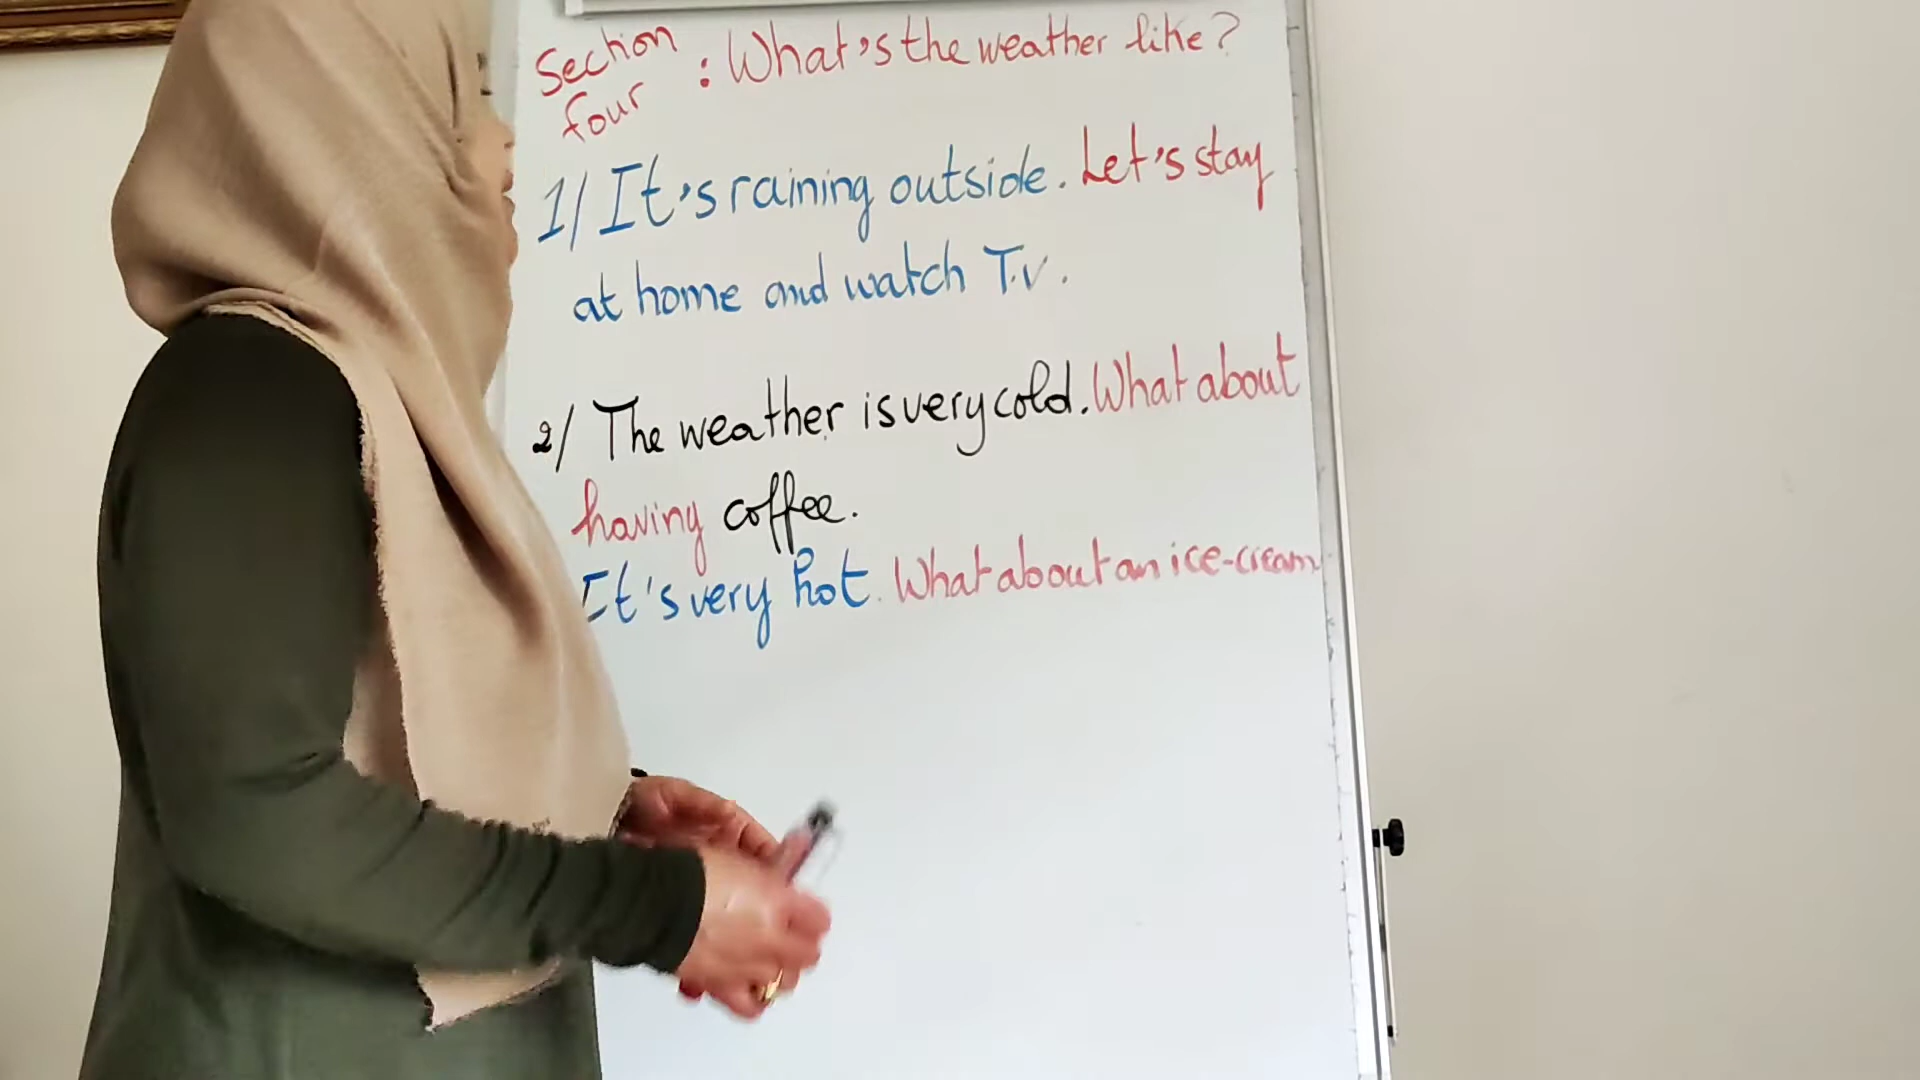 Section four : What's the weather like?
1/ It's raining outside. Let's stay
at home and watch T.V.
2/ The weather is very cold. What about
having coffee.
It's very hot. What about an ice-cream